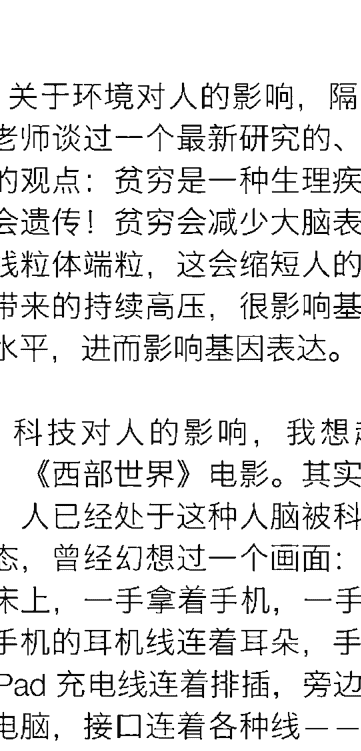 关于环境对人的影响，隔
老师谈过一个最新研究的、
的观点：贫穷是一种生理疾
会遗传！贫穷会减少大脑表
线粒体端粒，这会缩短人的
带来的持续高压，很影响基
水平，进而影响基因表达。
科技对人的影响，我想起
《西部世界》电影。其实
人已经处于这种人脑被科
态，曾经幻想过一个画面：
床上，一手拿着手机，一手
手机的耳机线连着耳朵，手
Pad 充电线连着排插，旁边
电脑，接口连着各种线——